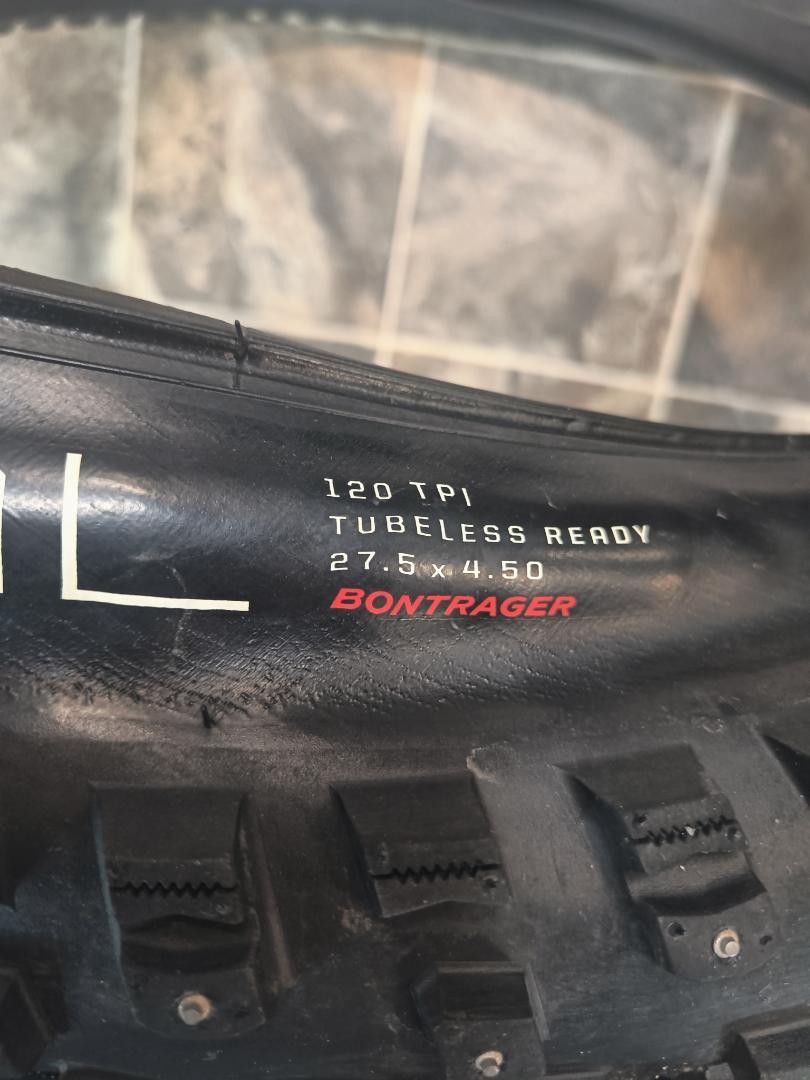 L
120 TPI
TUBELESS READY
27.5 x 4.50
BONTRAGER